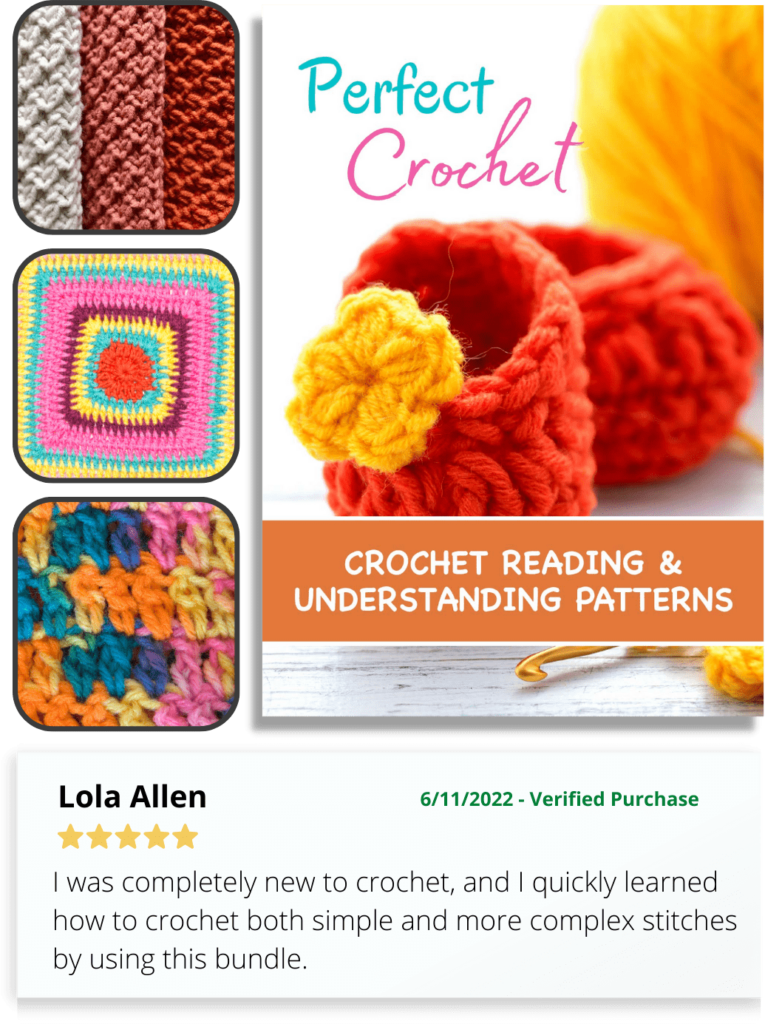 Perfect
Crochet
CROCHET READING &
UNDERSTANDING PATTERNS
Lola Allen
6/11/2022 - Verified Purchase
I was completely new to crochet, and I quickly learned
how to crochet both simple and more complex stitches
by using this bundle.